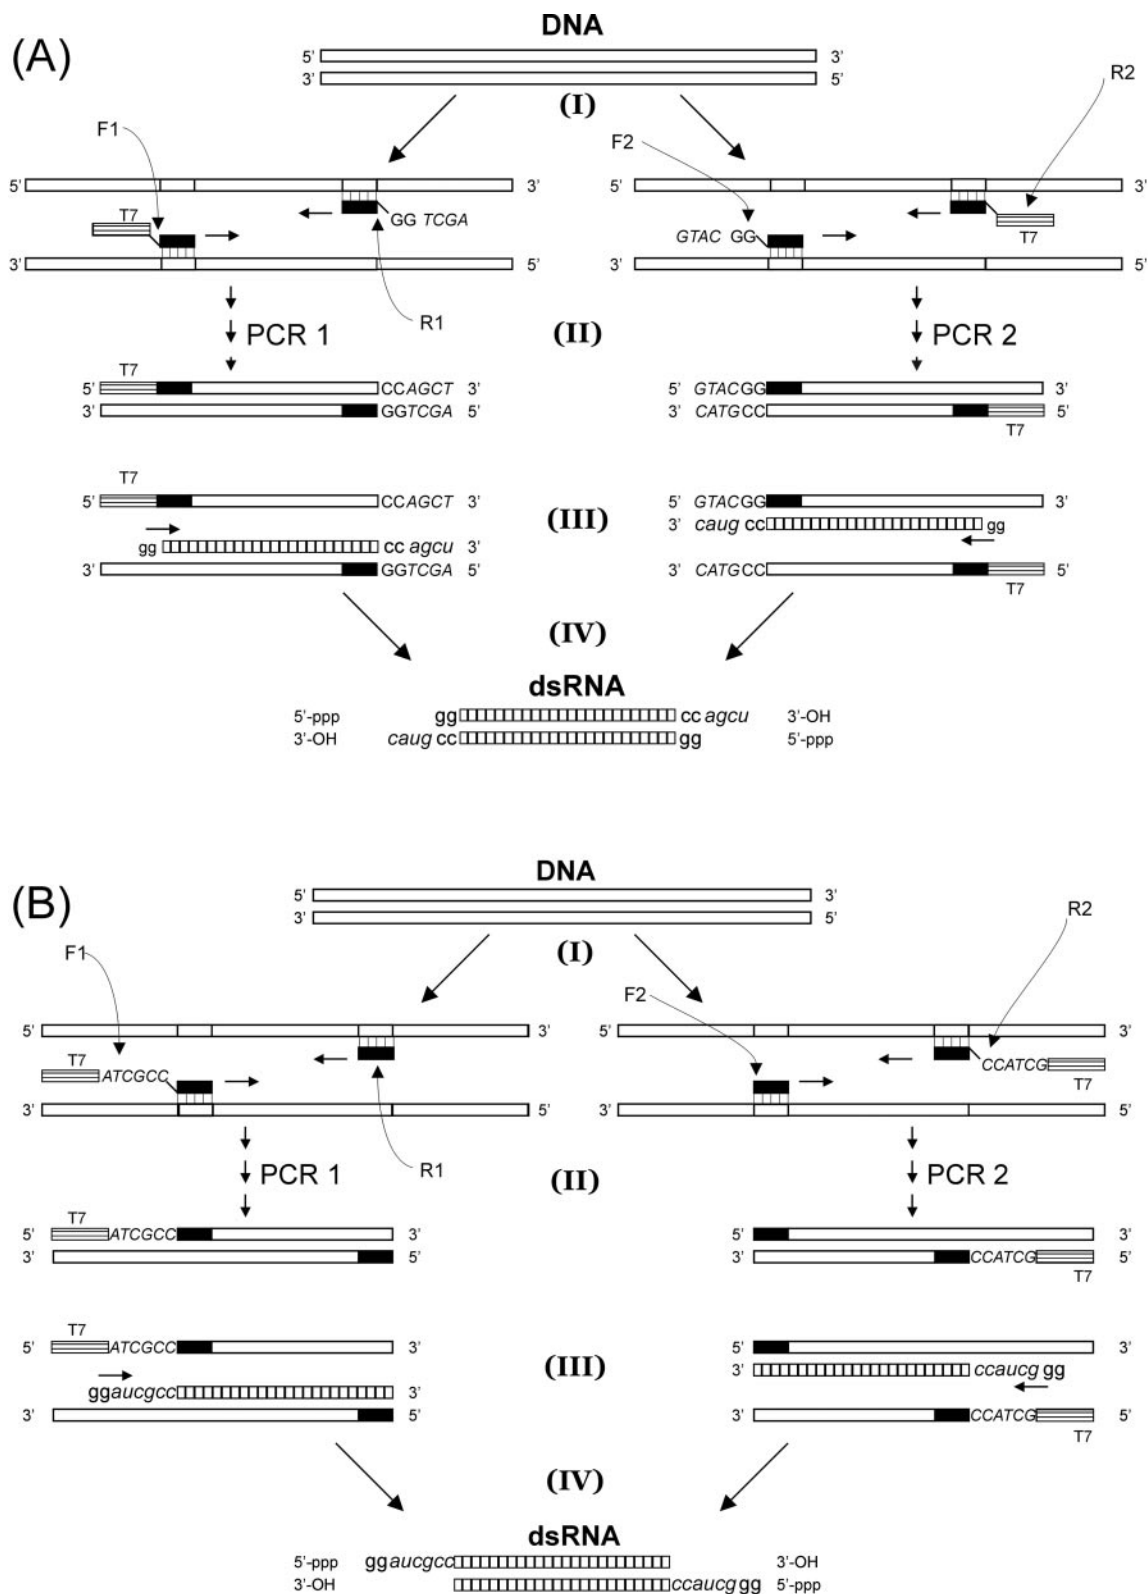 (A)
DNA
5' 3'
3' 5'
(I)
F1 F2 R2
5' 3' 5' 3'
T7 GG TCGA GTAC GG T7
3' 5' 3' 5'
R1
PCR 1 (II) PCR 2
T7
5' CCAGCT 3' 5' GTACGG 3'
3' GGTCGA 5' 3' CATGCC 5'
T7
T7
5' CCAGCT 3' (III) 5' GTACGG 3'
gg cc agcu 3' 3' caug cc gg
3' GGTCGA 5' 3' CATGCC 5'
T7
(IV)
dsRNA
5'-ppp gg cc agcu 3'-OH
3'-OH caug cc gg 5'-ppp
(B)
DNA
5' 3'
3' 5'
(I)
F1 F2 R2
5' 3' 5' 3'
T7 ATCGCC CCATCG T7
3' 5' 3' 5'
R1
PCR 1 (II) PCR 2
T7
5' ATCGCC 3' 5' 3'
3' 5' 3' CCATCG 5'
T7
T7
5' ATCGCC 3' (III) 5' 3'
ggaucgcc 3' 3' ccaucg gg
3' 5' 3' CCATCG 5'
T7
(IV)
dsRNA
5'-ppp ggaucgcc 3'-OH
3'-OH ccaucggg 5'-ppp